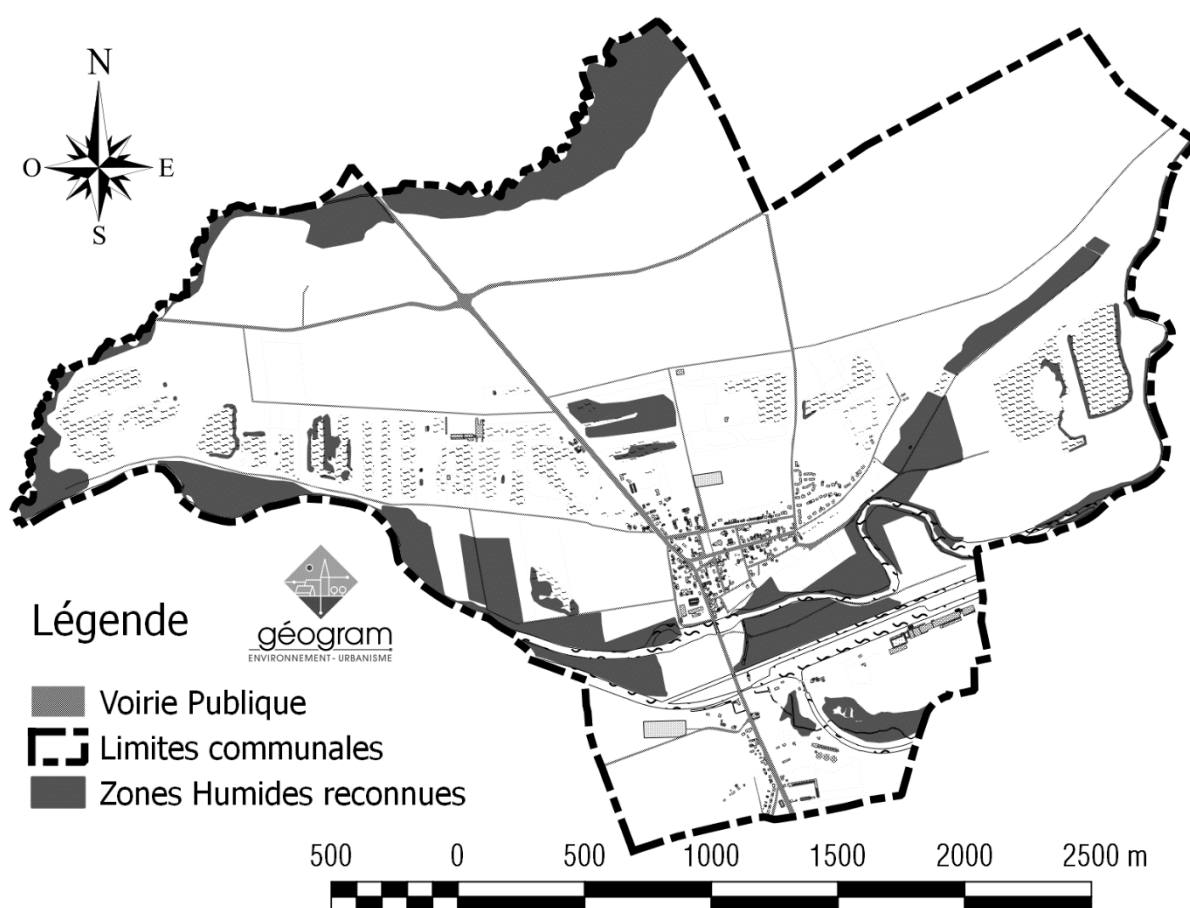 N
O E
S
Légende
géogram
ENVIRONNEMENT - URBANISME
Voirie Publique
Limites communales
Zones Humides reconnues
500 0 500 1000 1500 2000 2500 m